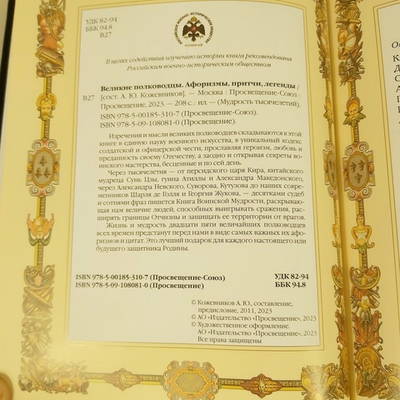 УДК 82-94
ББК 94.8
В27
В целях содействия изучению истории книга рекомендована
Российским военно-историческим обществом
Великие полководцы. Афоризмы, притчи, легенды /
В27 [сост. А. Ю. Кожевников]. — Москва : Просвещение-Союз :
Просвещение, 2023. — 208 с. : ил. — (Мудрость тысячелетий).
ISBN 978-5-00185-310-7 (Просвещение-Союз).
ISBN 978-5-09-108081-0 (Просвещение).
Изречения и мысли великих полководцев складываются в этой
книге в единую науку военного искусства, в уникальный кодекс
солдатской и офицерской чести, прославляя героизм, любовь и
преданность своему Отечеству, а заодно и открывая секреты воин-
ского мастерства, бесценные и по сей день.
Через тысячелетия — от персидского царя Кира, китайского
мудреца Сунь Цзы, гунна Атиллы и Александра Македонского,
через Александра Невского, Суворова, Кутузова до наших совре-
менников Шарля де Голля и Георгия Жукова, — десятками судеб
и сотнями фраз пишется Книга Воинской Мудрости, раскрываю-
щая нам величие людей, способных выигрывать сражения, рас-
ширять границы Отчизны и защищать ее территории от врагов.
Жизнь и мудрость двадцати пяти величайших полководцев
всех времен предстанут перед нами в виде самых важных их афо-
ризмов и цитат. Это лучший подарок для каждого настоящего или
будущего защитника Родины.
УДК 82-94
ББК 94.8
ISBN 978-5-00185-310-7 (Просвещение-Союз)
ISBN 978-5-09-108081-0 (Просвещение)
© Кожевников А. Ю., составление,
предисловие, 2011, 2023
© АО «Издательство «Просвещение», 2023
© Художественное оформление.
АО «Издательство «Просвещение», 2023
Все права защищены